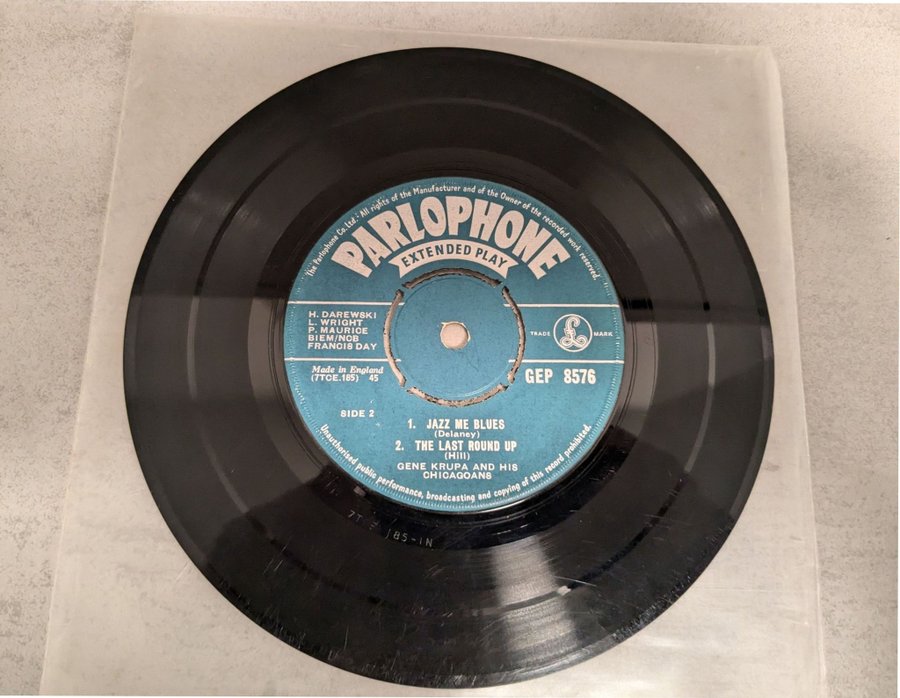 The Parlophone Co. Ltd. All rights of the Manufacturer and of the Owner of the recorded work reserved.
PARLOPHONE
EXTENDED PLAY
H. DAREWSKI
L. WRIGHT
P. MAURICE
BIEM/NCB
FRANCIS DAY
TRADE £ MARK
Made in England
(7TCE.185) 45
GEP 8576
SIDE 2
1. JAZZ ME BLUES
(Delaney)
2. THE LAST ROUND UP
(Hill)
GENE KRUPA AND HIS
CHICAGOANS
Unauthorised public performance, broadcasting and copying of this record prohibited.
185-1N